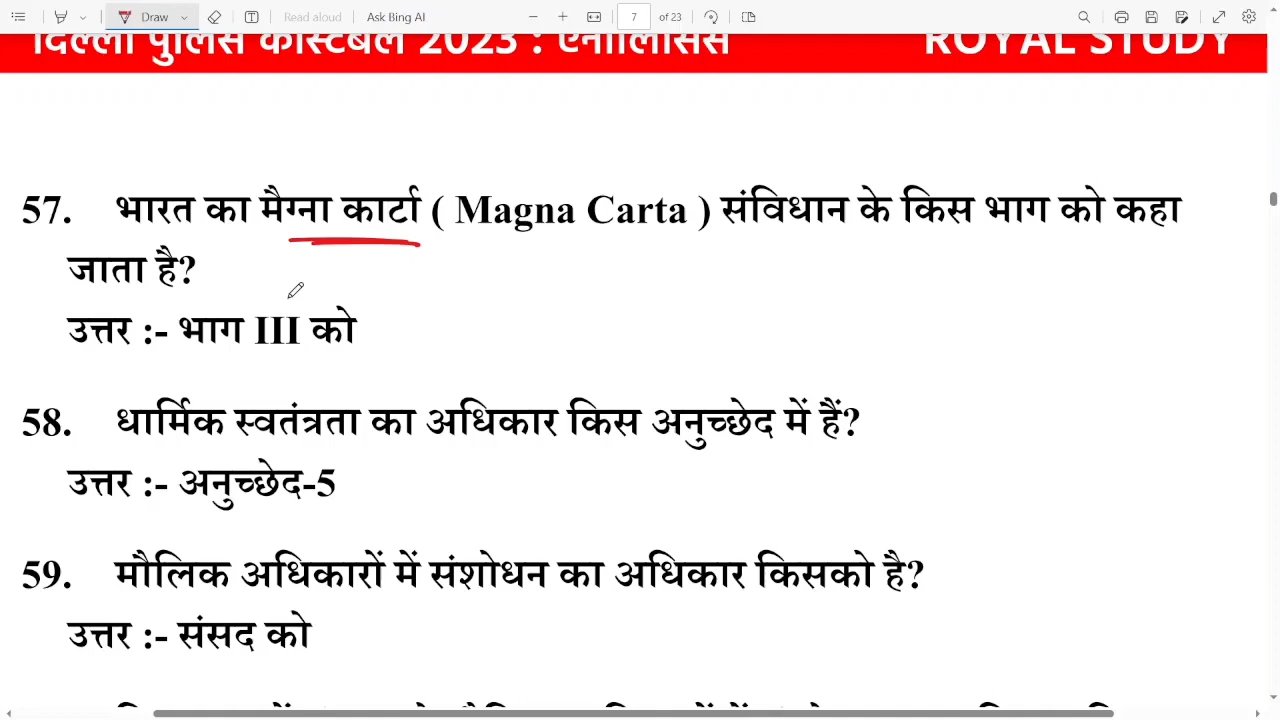 Draw
Read aloud
Ask Bing AI
7 of 23
दिल्ली पुलिस कांस्टेबल 2023 : एनालिसिस ROYAL STUDY
57. भारत का मैग्ना कार्टा ( Magna Carta ) संविधान के किस भाग को कहा
जाता है?
उत्तर :- भाग III को
58. धार्मिक स्वतंत्रता का अधिकार किस अनुच्छेद में हैं?
उत्तर :- अनुच्छेद-5
59. मौलिक अधिकारों में संशोधन का अधिकार किसको है?
उत्तर :- संसद को